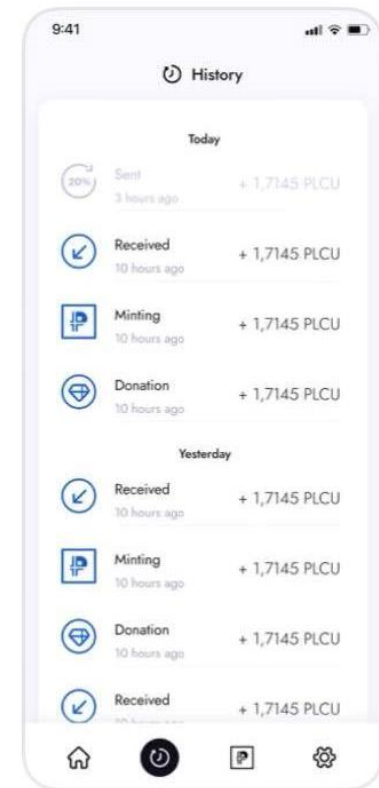 9:41
History
Today
20%
Sent
3 hours ago
+ 1,7145 PLCU
Received
10 hours ago
+ 1,7145 PLCU
Minting
10 hours ago
+ 1,7145 PLCU
Donation
10 hours ago
+ 1,7145 PLCU
Yesterday
Received
10 hours ago
+ 1,7145 PLCU
Minting
10 hours ago
+ 1,7145 PLCU
Donation
10 hours ago
+ 1,7145 PLCU
Received
10 hours ago
+ 1,7145 PLCU